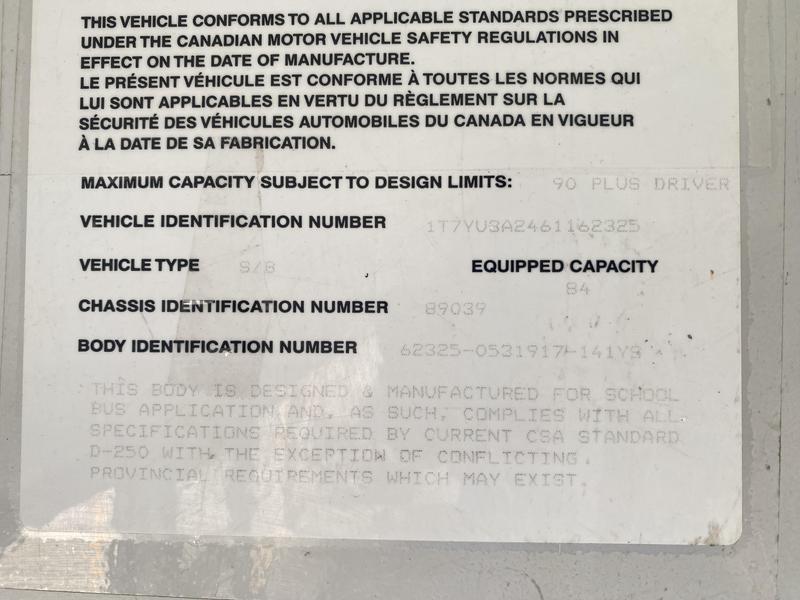 THIS VEHICLE CONFORMS TO ALL APPLICABLE STANDARDS PRESCRIBED
UNDER THE CANADIAN MOTOR VEHICLE SAFETY REGULATIONS IN
EFFECT ON THE DATE OF MANUFACTURE.
LE PRÉSENT VÉHICULE EST CONFORME À TOUTES LES NORMES QUI
LUI SONT APPLICABLES EN VERTU DU RÈGLEMENT SUR LA
SÉCURITÉ DES VÉHICULES AUTOMOBILES DU CANADA EN VIGUEUR
À LA DATE DE SA FABRICATION.
MAXIMUM CAPACITY SUBJECT TO DESIGN LIMITS: 90 PLUS DRIVER
VEHICLE IDENTIFICATION NUMBER 1T7YU3A2461162325
VEHICLE TYPE S/B EQUIPPED CAPACITY
84
CHASSIS IDENTIFICATION NUMBER 89039
BODY IDENTIFICATION NUMBER 62325-0531917-141YS
THIS BODY IS DESIGNED & MANUFACTURED FOR SCHOOL
BUS APPLICATION AND, AS SUCH, COMPLIES WITH ALL
SPECIFICATIONS REQUIRED BY CURRENT CSA STANDARD
D-250 WITH THE EXCEPTION OF CONFLICTING
PROVINCIAL REQUIREMENTS WHICH MAY EXIST.